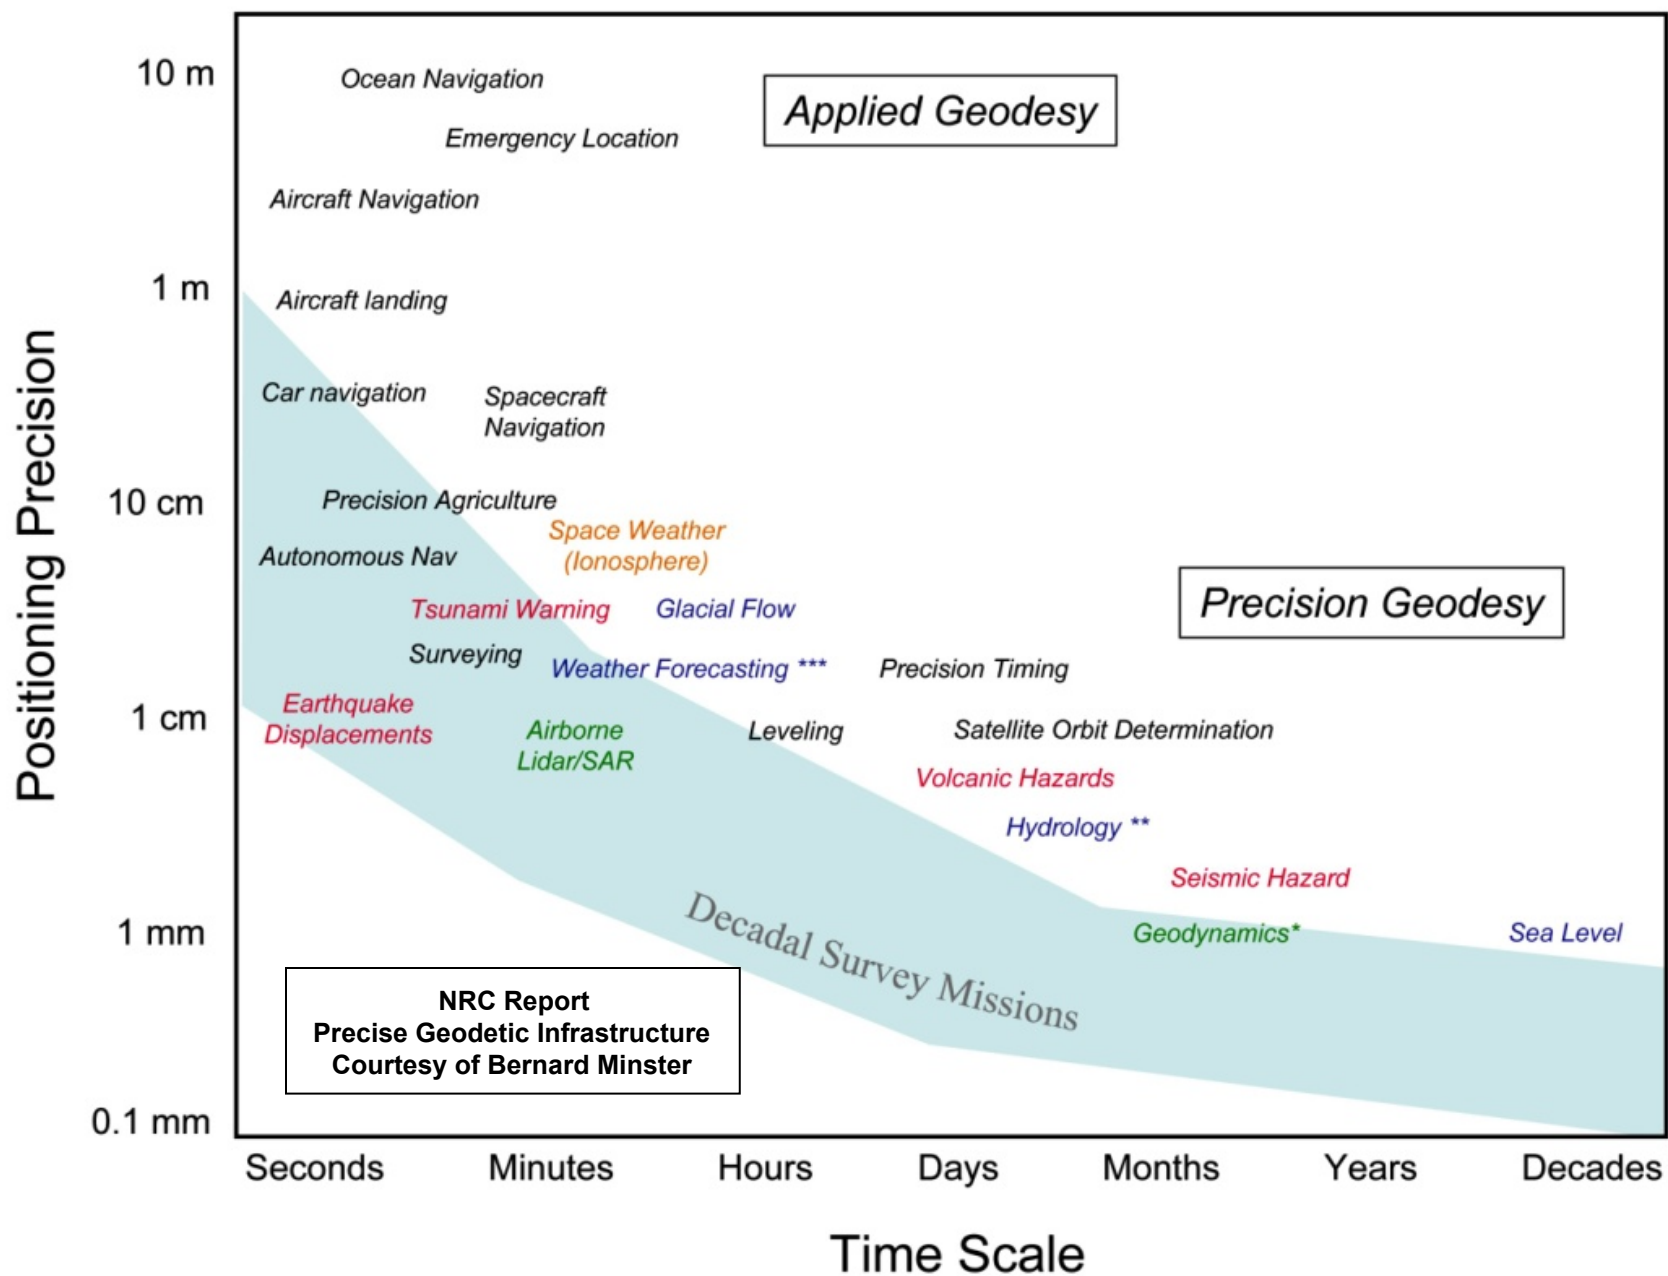 10 m
Ocean Navigation
Applied Geodesy
Emergency Location
Aircraft Navigation
1 m
Aircraft landing
Car navigation
Spacecraft
Navigation
10 cm
Precision Agriculture
Space Weather
(Ionosphere)
Autonomous Nav
Tsunami Warning
Glacial Flow
Precision Geodesy
Surveying
Weather Forecasting ***
Precision Timing
Earthquake
Displacements
1 cm
Airborne
Lidar/SAR
Leveling
Satellite Orbit Determination
Volcanic Hazards
Hydrology **
Seismic Hazard
1 mm
Geodynamics*
Sea Level
Decadal Survey Missions
NRC Report
Precise Geodetic Infrastructure
Courtesy of Bernard Minster
0.1 mm
Positioning Precision
Seconds Minutes Hours Days Months Years Decades
Time Scale